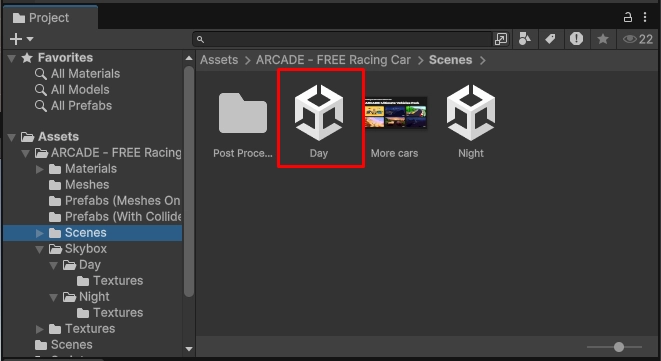 Project
22
Favorites
All Materials
All Models
All Prefabs
Assets
ARCADE - FREE Racing
Materials
Meshes
Prefabs (Meshes On
Prefabs (With Collide
Scenes
Skybox
Day
Textures
Night
Textures
Textures
Scenes
Assets > ARCADE - FREE Racing Car > Scenes >
Post Proce...
Day
More cars
Night